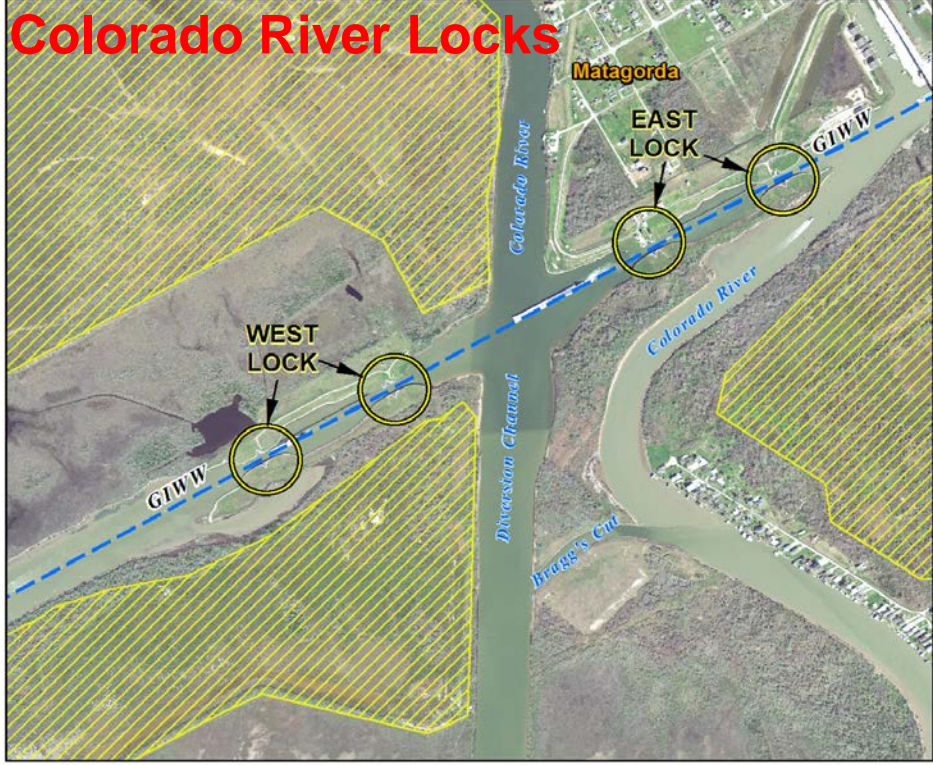 Colorado River Locks
Matagorda
EAST
LOCK
GIWW
Colorado River
Colorado River
WEST
LOCK
GIWW
Diversion Channel
Bragg's Cut